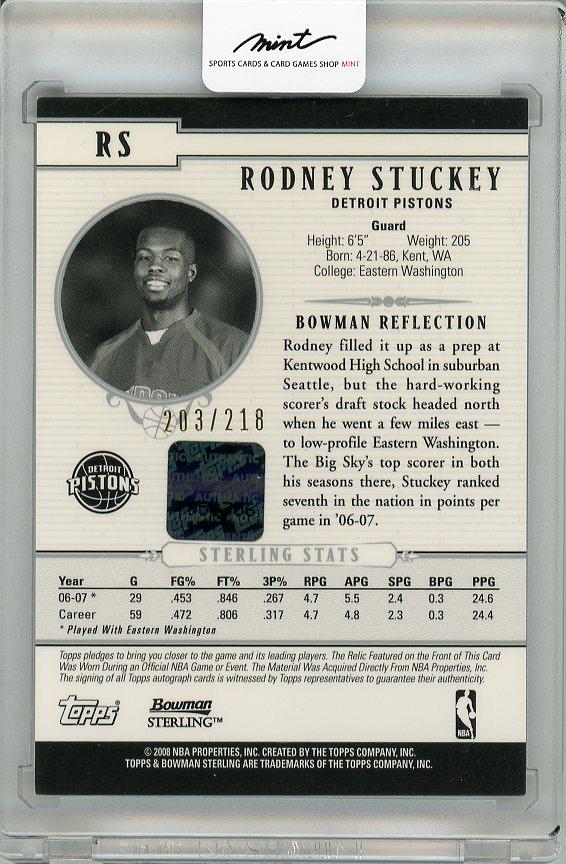 mint
SPORTS CARDS & CARD GAMES SHOP MINT
RS
RODNEY STUCKEY
DETROIT PISTONS
Guard
Height: 6'5" Weight: 205
Born: 4-21-86, Kent, WA
College: Eastern Washington
BOWMAN REFLECTION
Rodney filled it up as a prep at
Kentwood High School in suburban
Seattle, but the hard-working
scorer's draft stock headed north
when he went a few miles east —
to low-profile Eastern Washington.
The Big Sky's top scorer in both
his seasons there, Stuckey ranked
seventh in the nation in points per
game in '06-07.
203/218
DETROIT
PISTONS
Topps
AUTHENTIC
STERLING STATS
Year G FG% FT% 3P% RPG APG SPG BPG PPG
06-07 * 29 .453 .846 .267 4.7 5.5 2.4 0.3 24.6
Career 59 .472 .806 .317 4.7 4.8 2.3 0.3 24.4
* Played With Eastern Washington
Topps pledges to bring you closer to the game and its leading players. The Relic Featured on the Front of This Card
Was Worn During an Official NBA Game or Event. The Material Was Acquired Directly From NBA Properties, Inc.
The signing of all Topps autograph cards is witnessed by Topps representatives to guarantee their authenticity.
Topps
Bowman
STERLING™
NBA
© 2008 NBA PROPERTIES, INC. CREATED BY THE TOPPS COMPANY, INC.
TOPPS & BOWMAN STERLING ARE TRADEMARKS OF THE TOPPS COMPANY, INC.